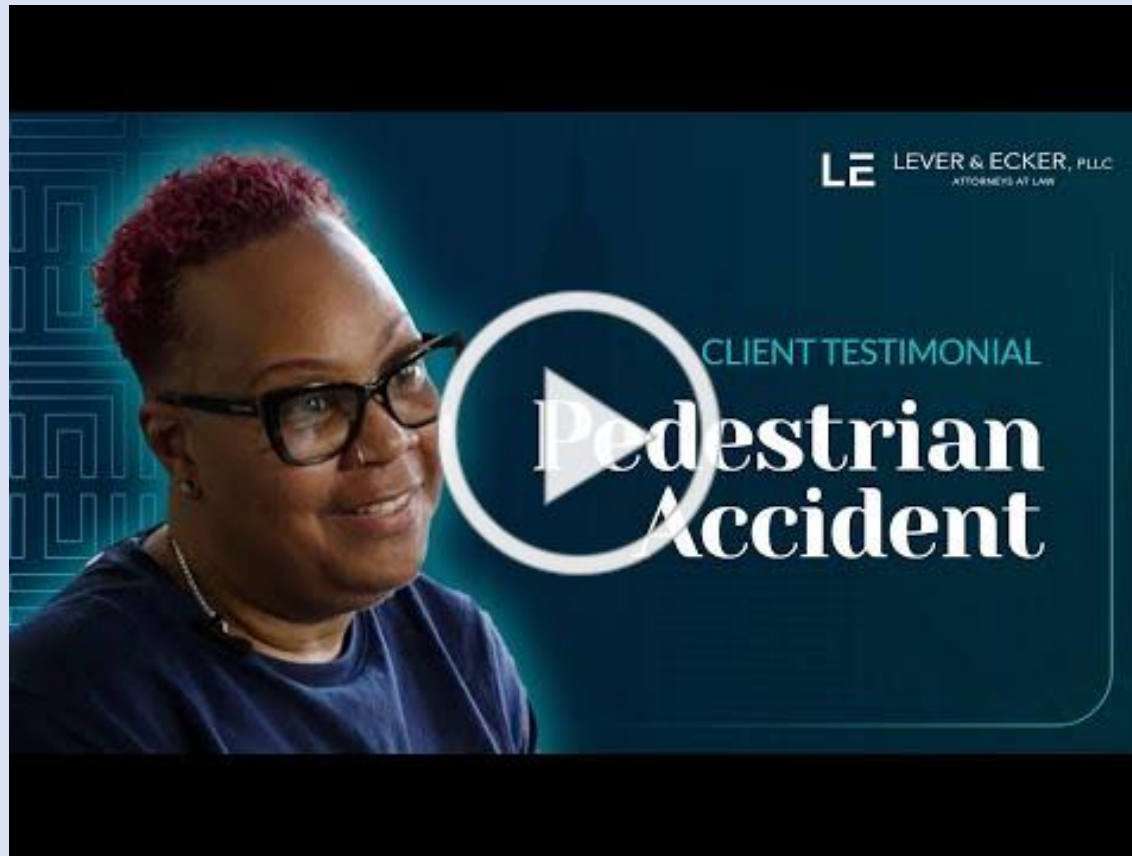 LE LEVER & ECKER, PLLC
ATTORNEYS AT LAW
CLIENT TESTIMONIAL
Pedestrian
Accident